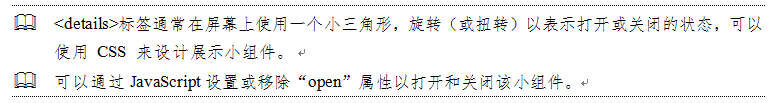 <details>标签通常在屏幕上使用一个小三角形，旋转（或扭转）以表示打开或关闭的状态，可以
使用 CSS 来设计展示小组件。
可以通过 JavaScript 设置或移除“open”属性以打开和关闭该小组件。